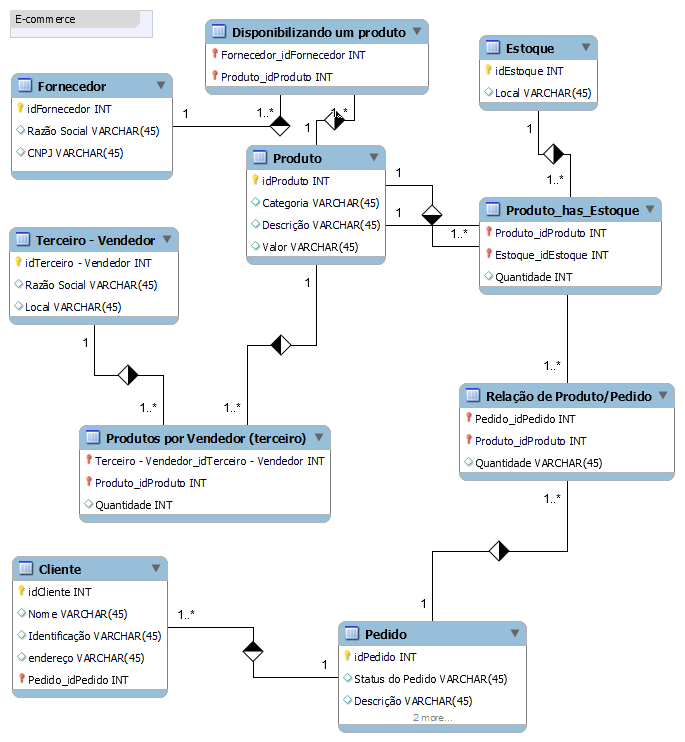 E-commerce
Disponibilizando um produto
Fornecedor_idFornecedor INT
Produto_idProduto INT
Estoque
idEstoque INT
Local VARCHAR(45)
Fornecedor
idFornecedor INT
Razão Social VARCHAR(45)
CNPJ VARCHAR(45)
1
1..*
1..*
1
1
1..*
Produto
idProduto INT
Categoria VARCHAR(45)
Descrição VARCHAR(45)
Valor VARCHAR(45)
1
1
1..*
Produto_has_Estoque
Produto_idProduto INT
Estoque_idEstoque INT
Quantidade INT
Terceiro - Vendedor
idTerceiro - Vendedor INT
Razão Social VARCHAR(45)
Local VARCHAR(45)
1
1
1..*
1..*
1..*
Relação de Produto/Pedido
Pedido_idPedido INT
Produto_idProduto INT
Quantidade VARCHAR(45)
1..*
Produtos por Vendedor (terceiro)
Terceiro - Vendedor_idTerceiro - Vendedor INT
Produto_idProduto INT
Quantidade INT
Cliente
idCliente INT
Nome VARCHAR(45)
Identificação VARCHAR(45)
endereço VARCHAR(45)
Pedido_idPedido INT
1..*
1
1
Pedido
idPedido INT
Status do Pedido VARCHAR(45)
Descrição VARCHAR(45)
2 more...